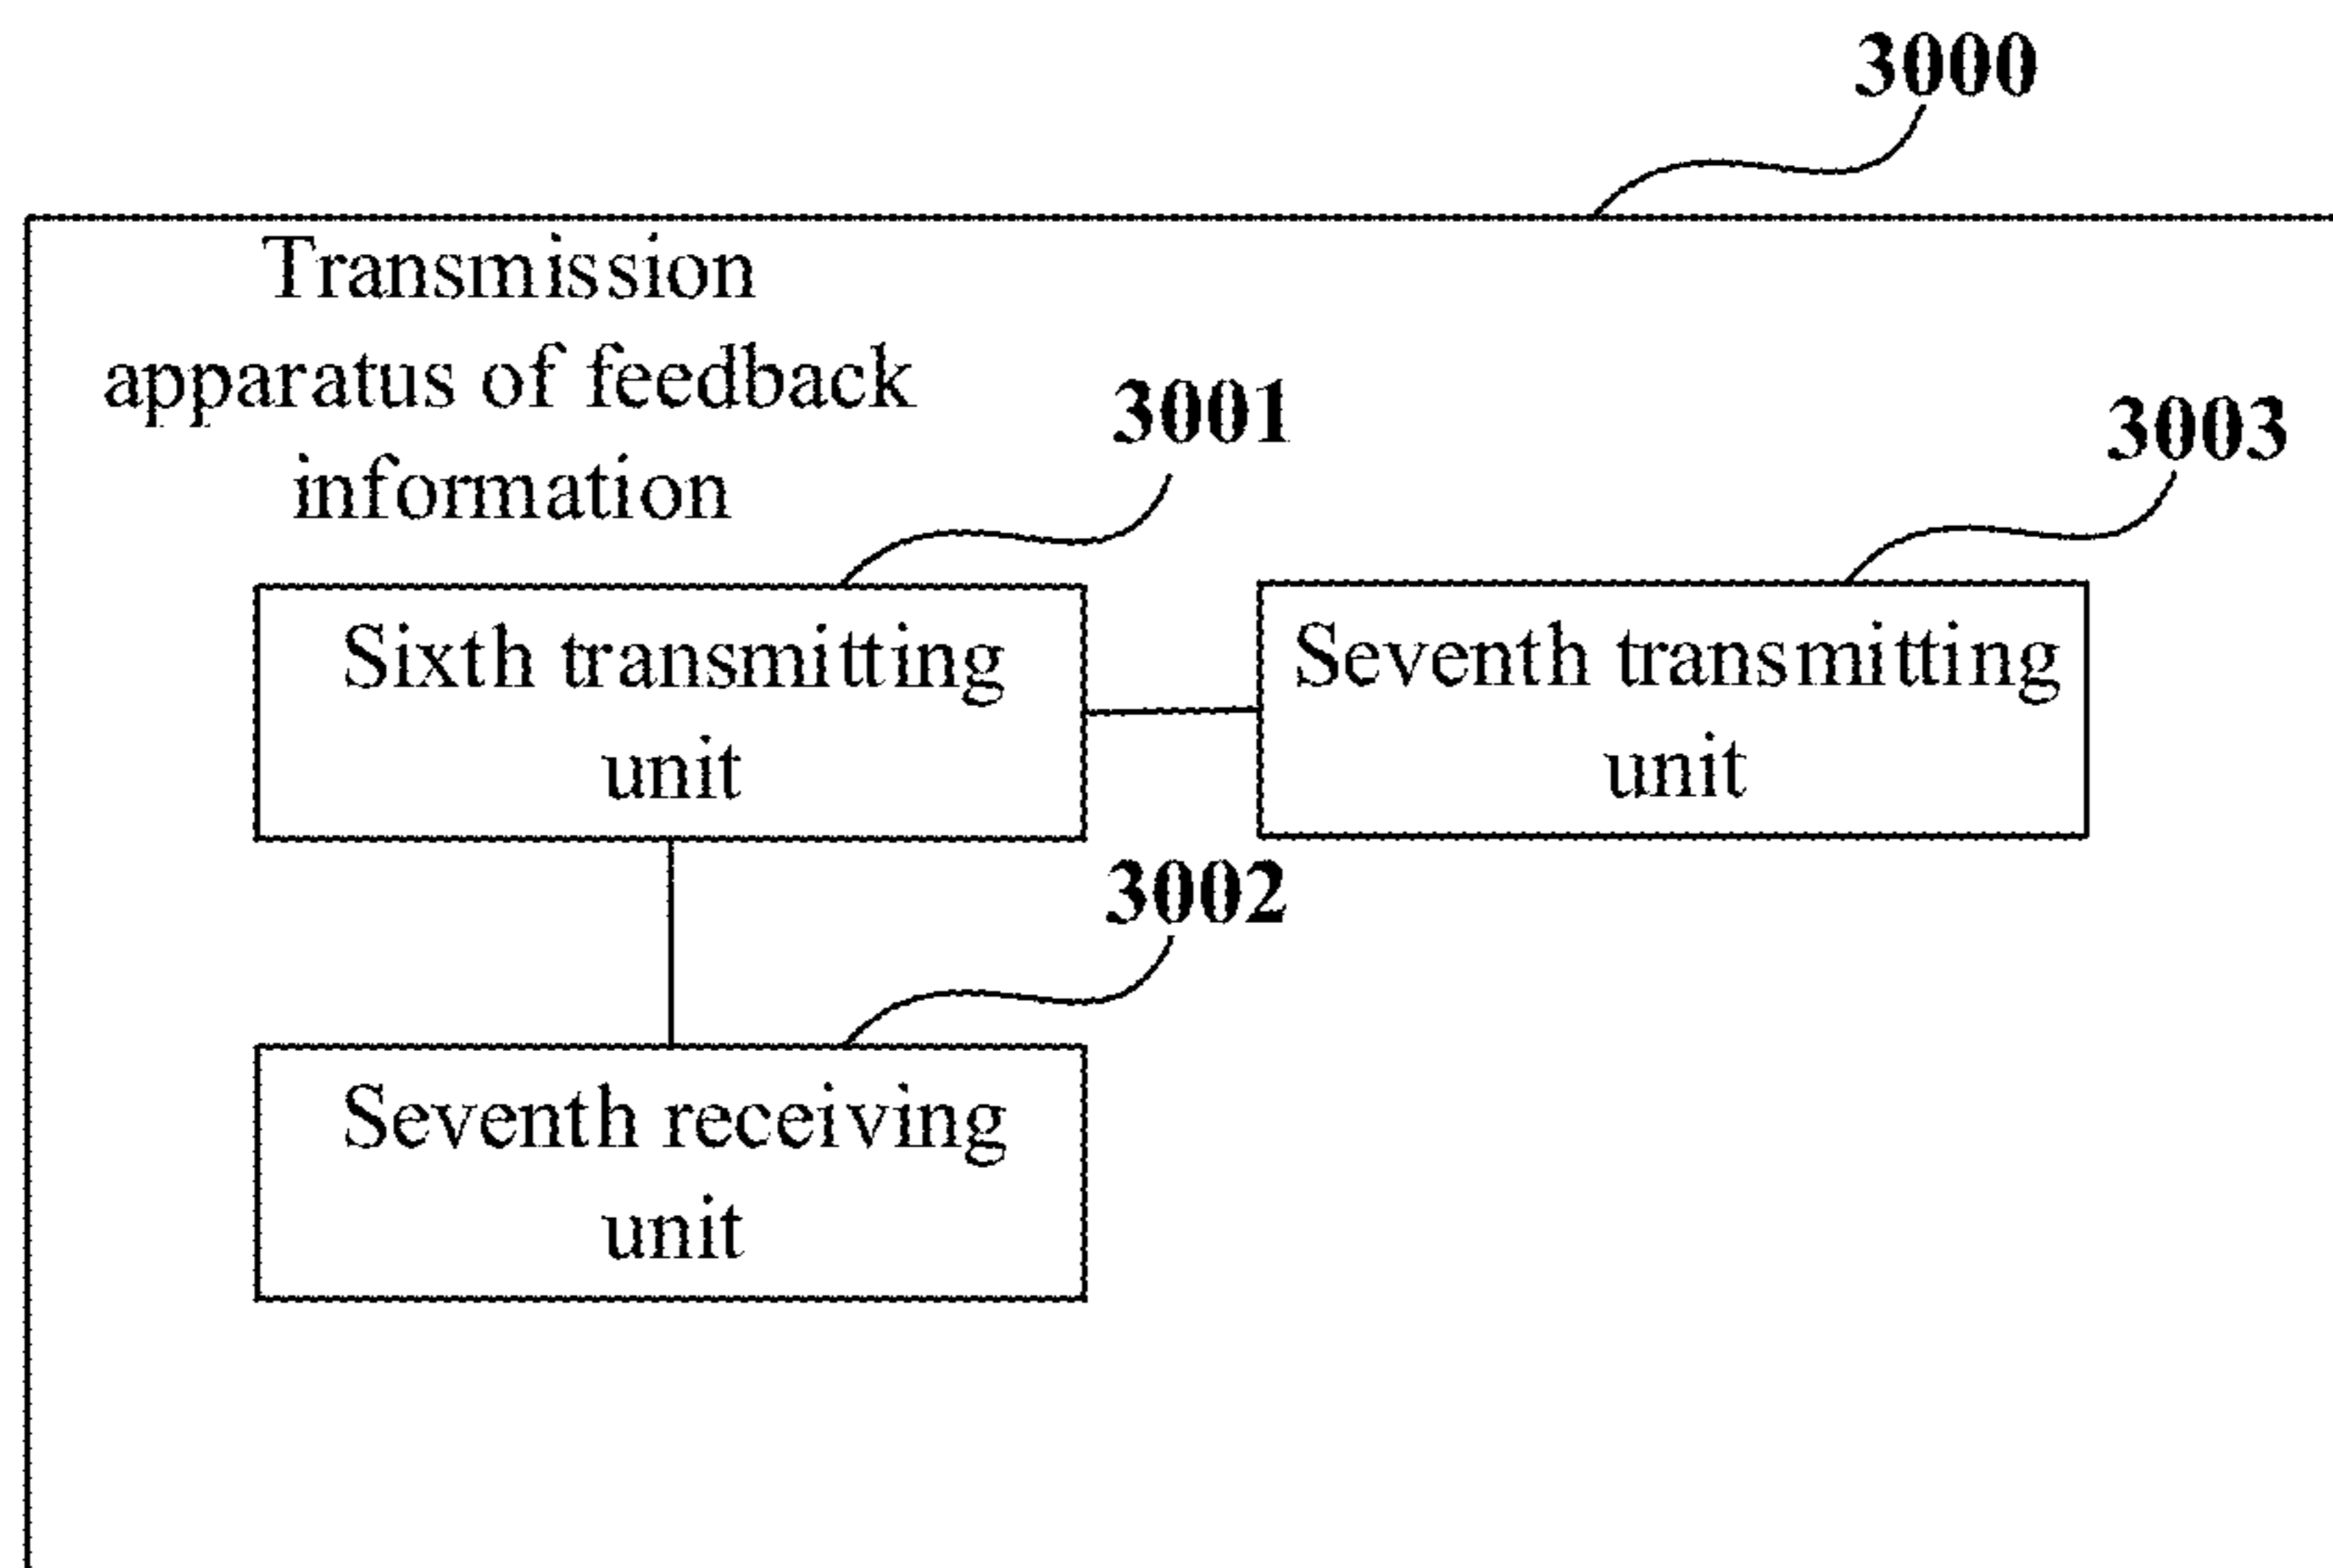 3000
Transmission
apparatus of feedback
information
3001
3003
Sixth transmitting
unit
Seventh transmitting
unit
3002
Seventh receiving
unit